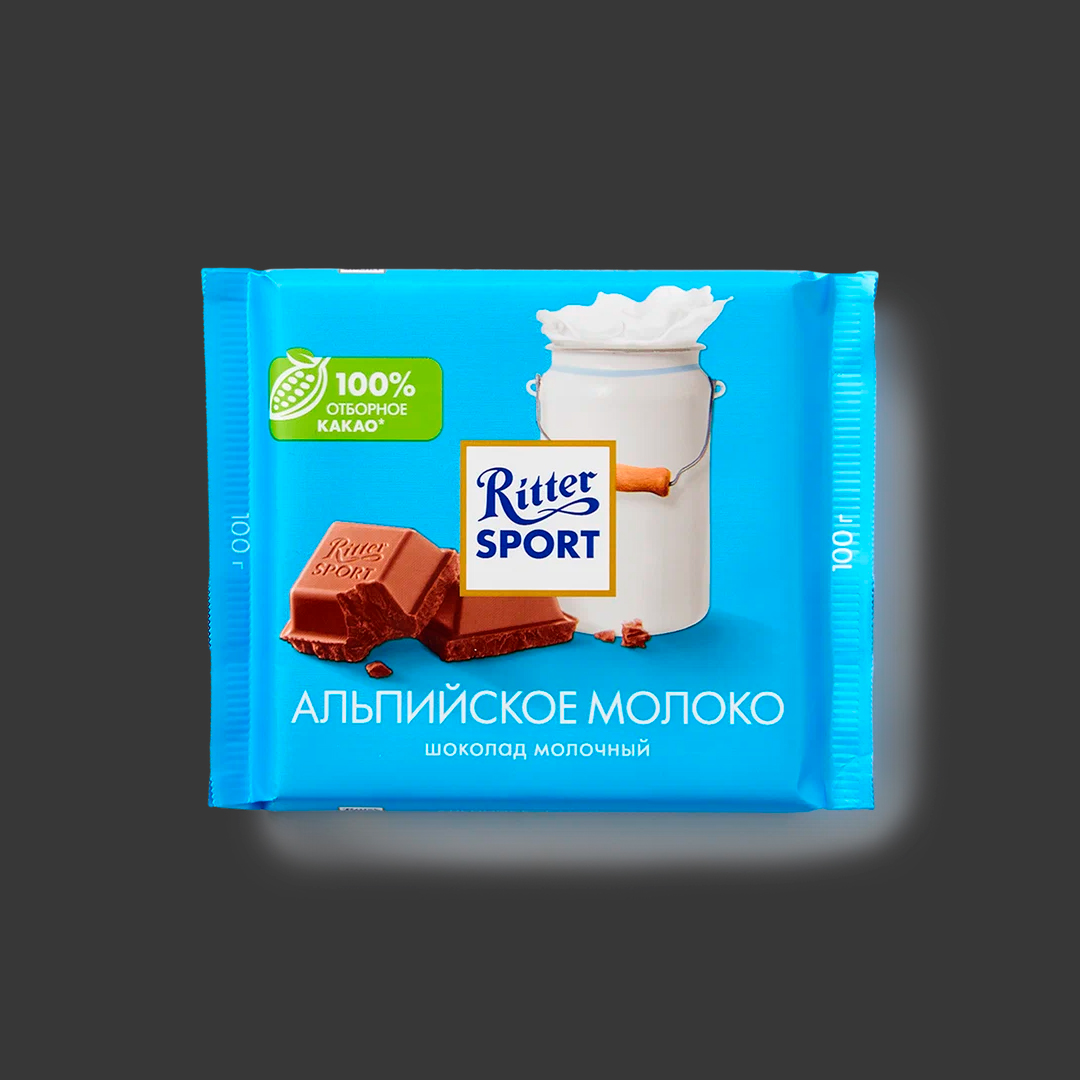 100%
ОТБОРНОЕ
КАКАО*
Ritter
SPORT
Ritter
SPORT
АЛЬПИЙСКОЕ МОЛОКО
шоколад молочный
100 г
100 г